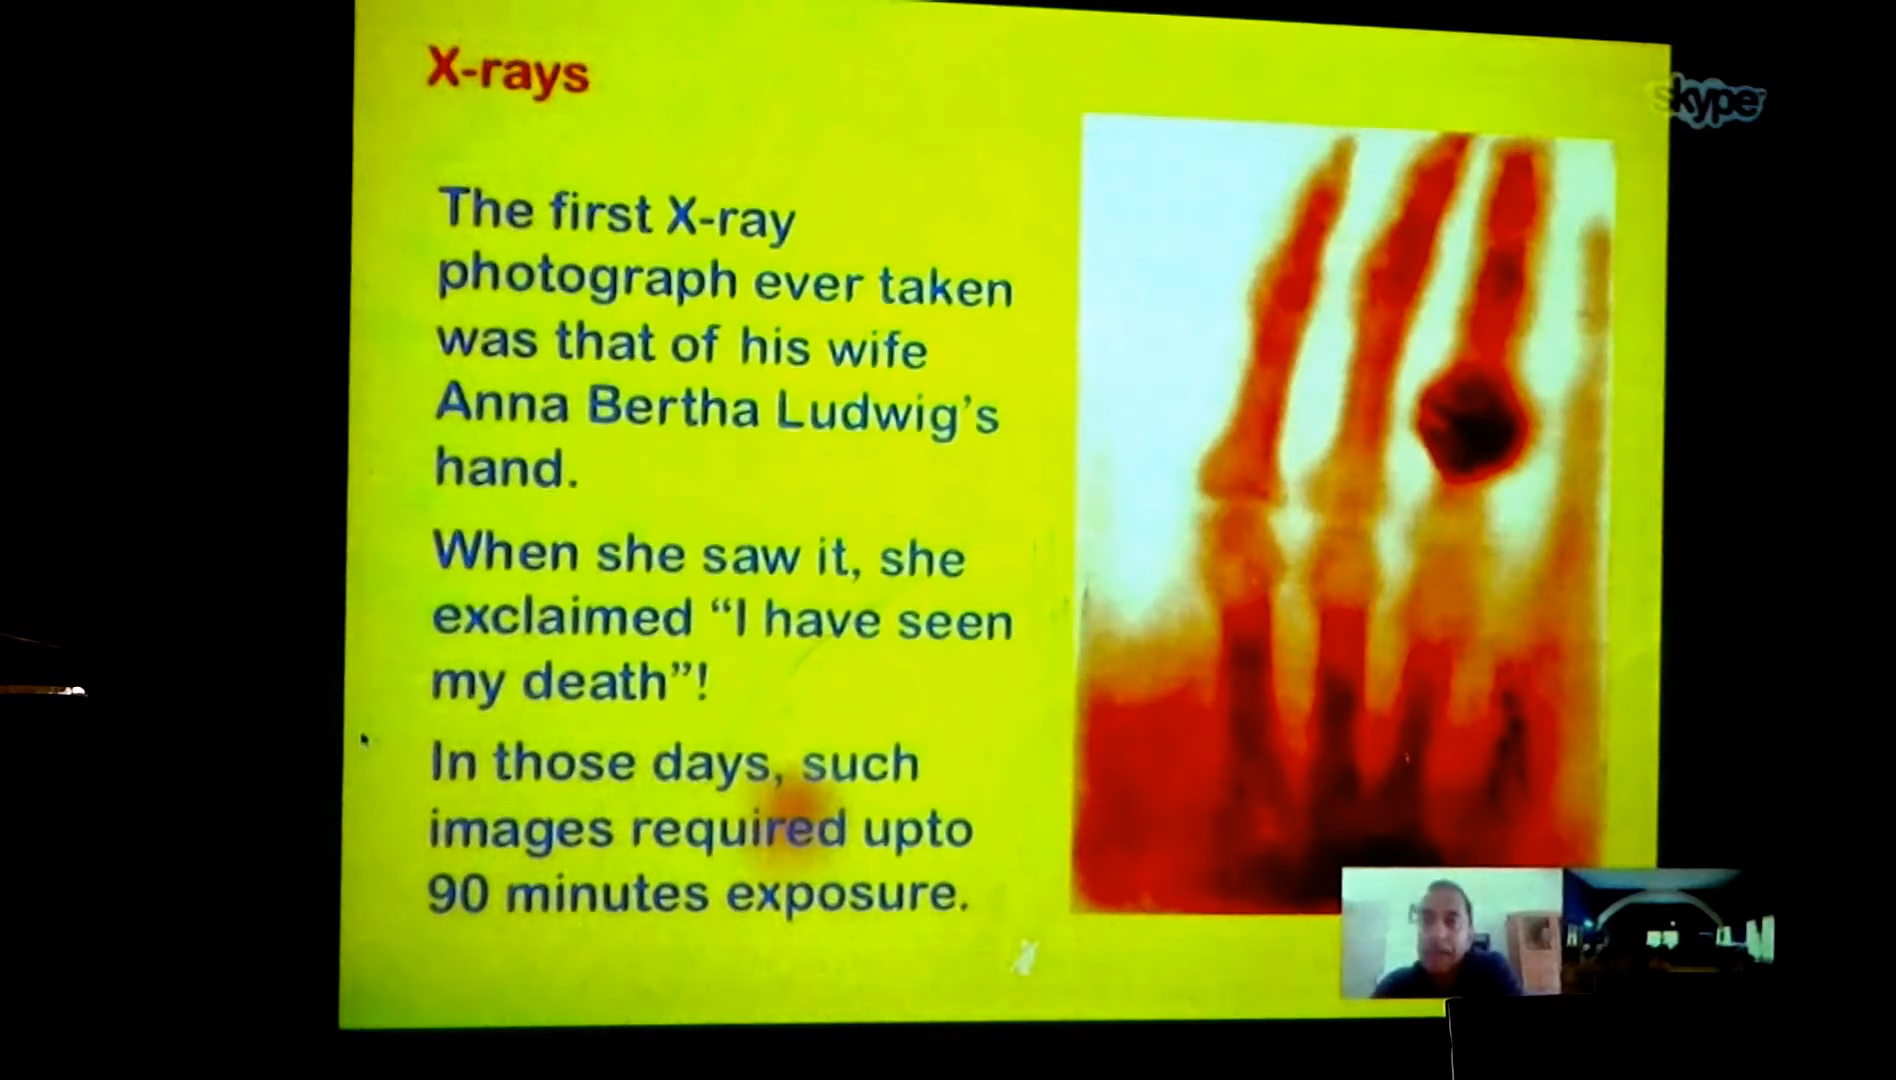 X-rays
skype
The first X-ray
photograph ever taken
was that of his wife
Anna Bertha Ludwig’s
hand.
When she saw it, she
exclaimed “I have seen
my death”!
In those days, such
images required upto
90 minutes exposure.